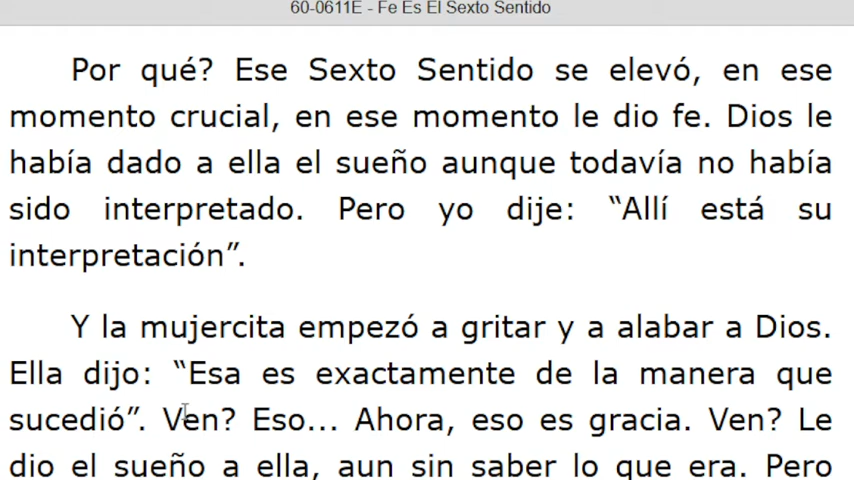 60-0611E - Fe Es El Sexto Sentido
Por qué? Ese Sexto Sentido se elevó, en ese
momento crucial, en ese momento le dio fe. Dios le
había dado a ella el sueño aunque todavía no había
sido interpretado. Pero yo dije: “Allí está su
interpretación”.
Y la mujercita empezó a gritar y a alabar a Dios.
Ella dijo: “Esa es exactamente de la manera que
sucedió”. Ven? Eso... Ahora, eso es gracia. Ven? Le
dio el sueño a ella, aun sin saber lo que era. Pero